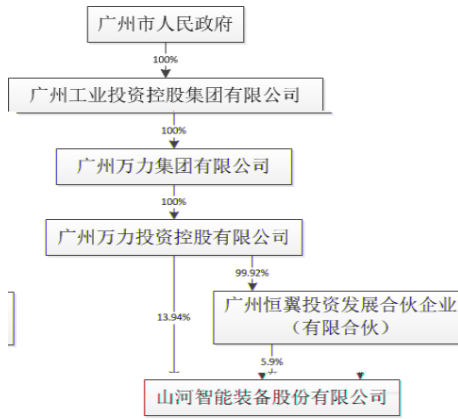 广州市人民政府
100%
广州工业投资控股集团有限公司
100%
广州万力集团有限公司
100%
广州万力投资控股有限公司
99.92%
13.94%
广州恒翼投资发展合伙企业
（有限合伙）
5.9%
山河智能装备股份有限公司